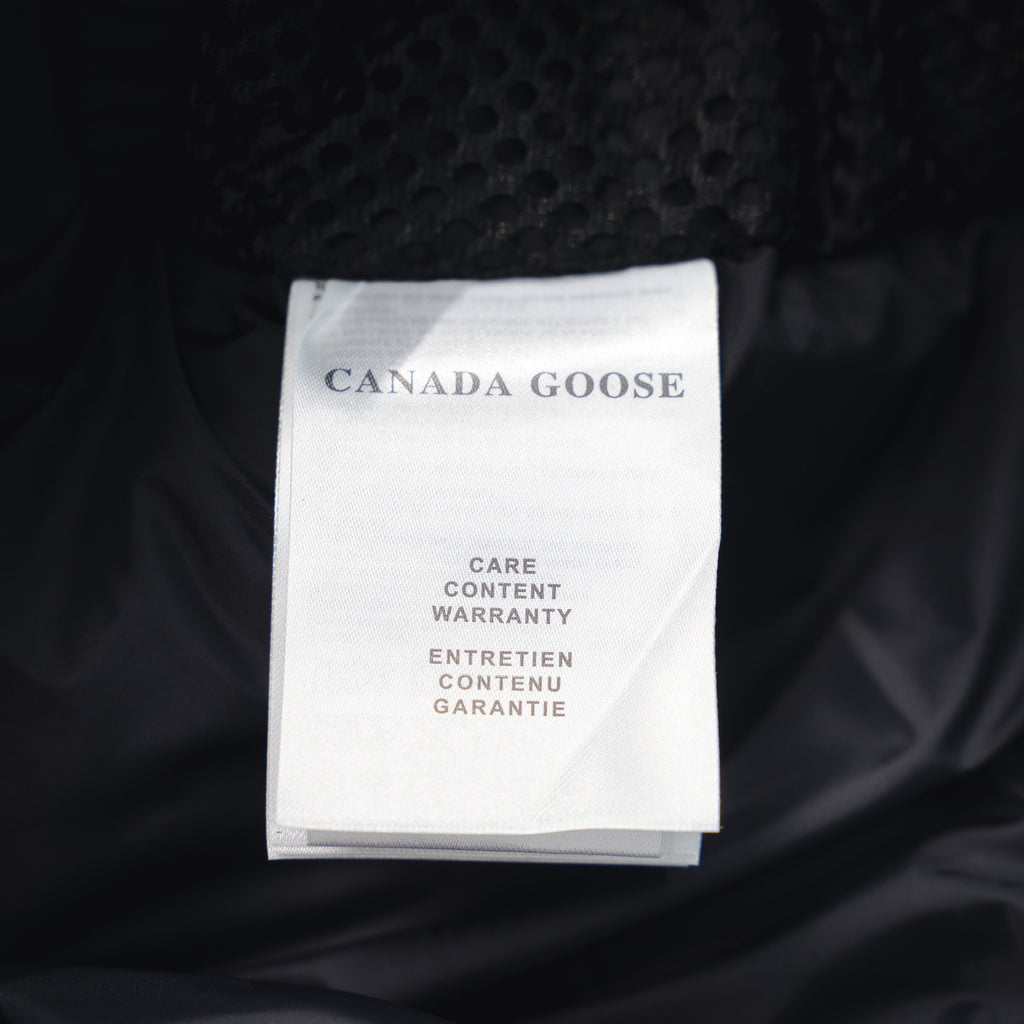 CANADA GOOSE
CARE
CONTENT
WARRANTY
ENTRETIEN
CONTENU
GARANTIE